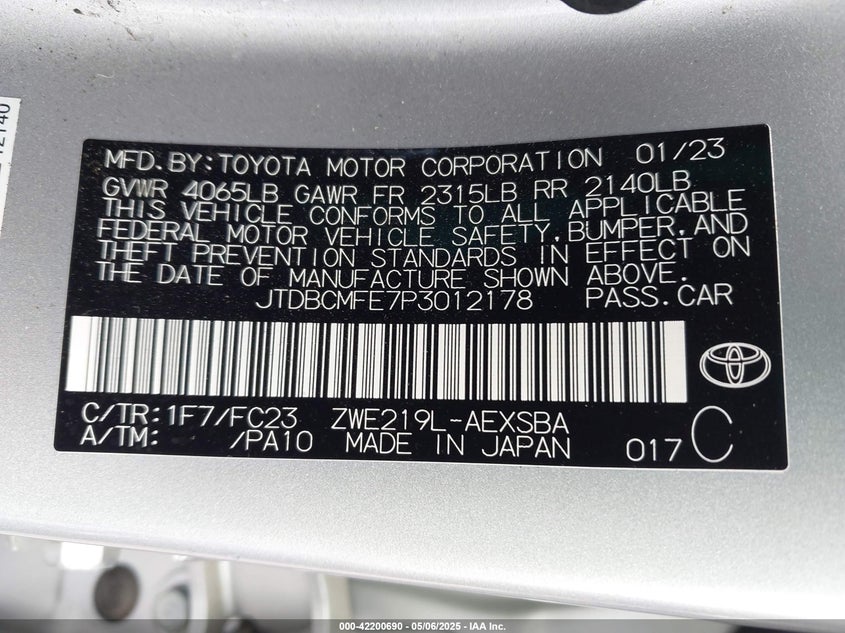 MFD.BY:TOYOTA MOTOR CORPORATION 01/23
GVWR 4065LB GAWR FR 2315LB RR 2140LB
THIS VEHICLE CONFORMS TO ALL APPLICABLE
FEDERAL MOTOR VEHICLE SAFETY,BUMPER,AND
THEFT PREVENTION STANDARDS IN EFFECT ON
THE DATE OF MANUFACTURE SHOWN ABOVE.
JTDBCMFE7P3012178 PASS.CAR
C/TR:1F7/FC23 ZWE219L-AEXSBA
A/TM: /PA10 MADE IN JAPAN 017 C
000-42200690 - 05/06/2025 - IAA Inc.